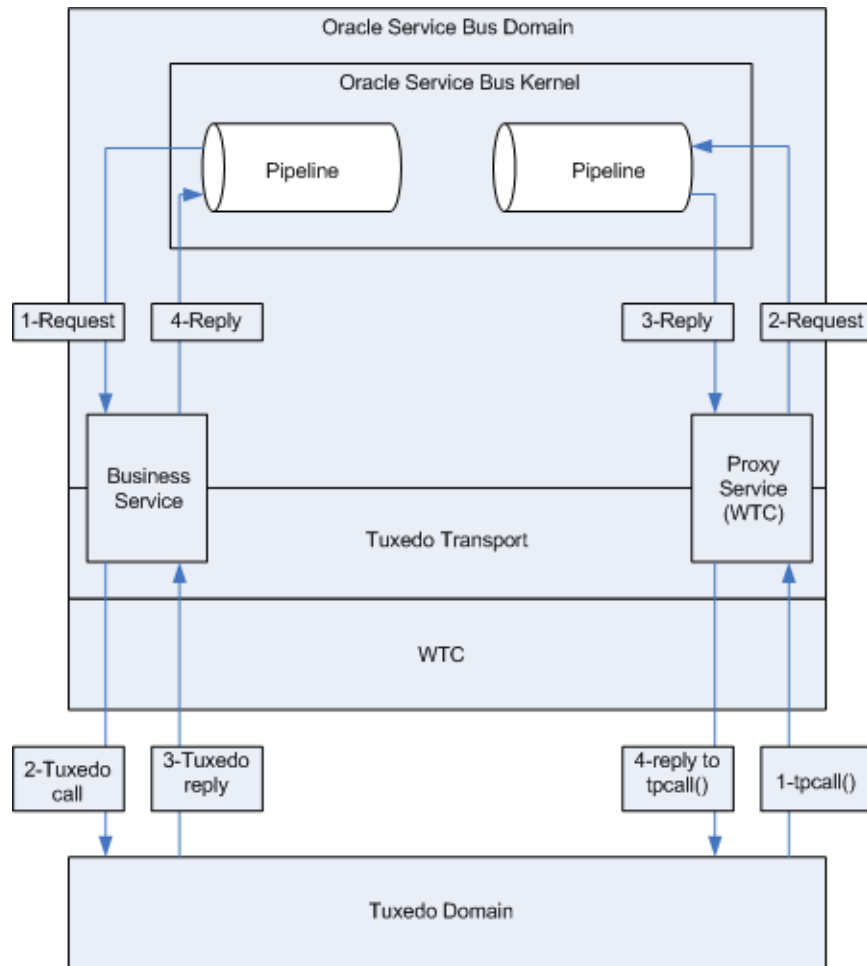 Oracle Service Bus Domain
Oracle Service Bus Kernel
Pipeline
Pipeline
1-Request
4-Reply
3-Reply
2-Request
Business
Service
Proxy
Service
(WTC)
Tuxedo Transport
WTC
2-Tuxedo
call
3-Tuxedo
reply
4-reply to
tpcall()
1-tpcall()
Tuxedo Domain